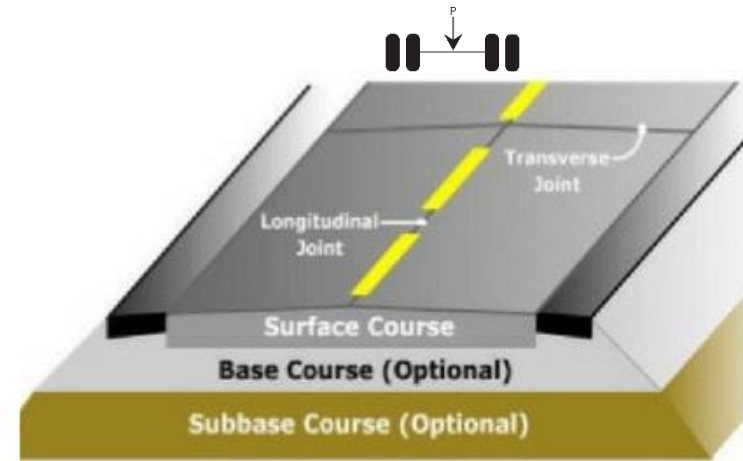 P
Transverse
Joint
Longitudinal
Joint
Surface Course
Base Course (Optional)
Subbase Course (Optional)